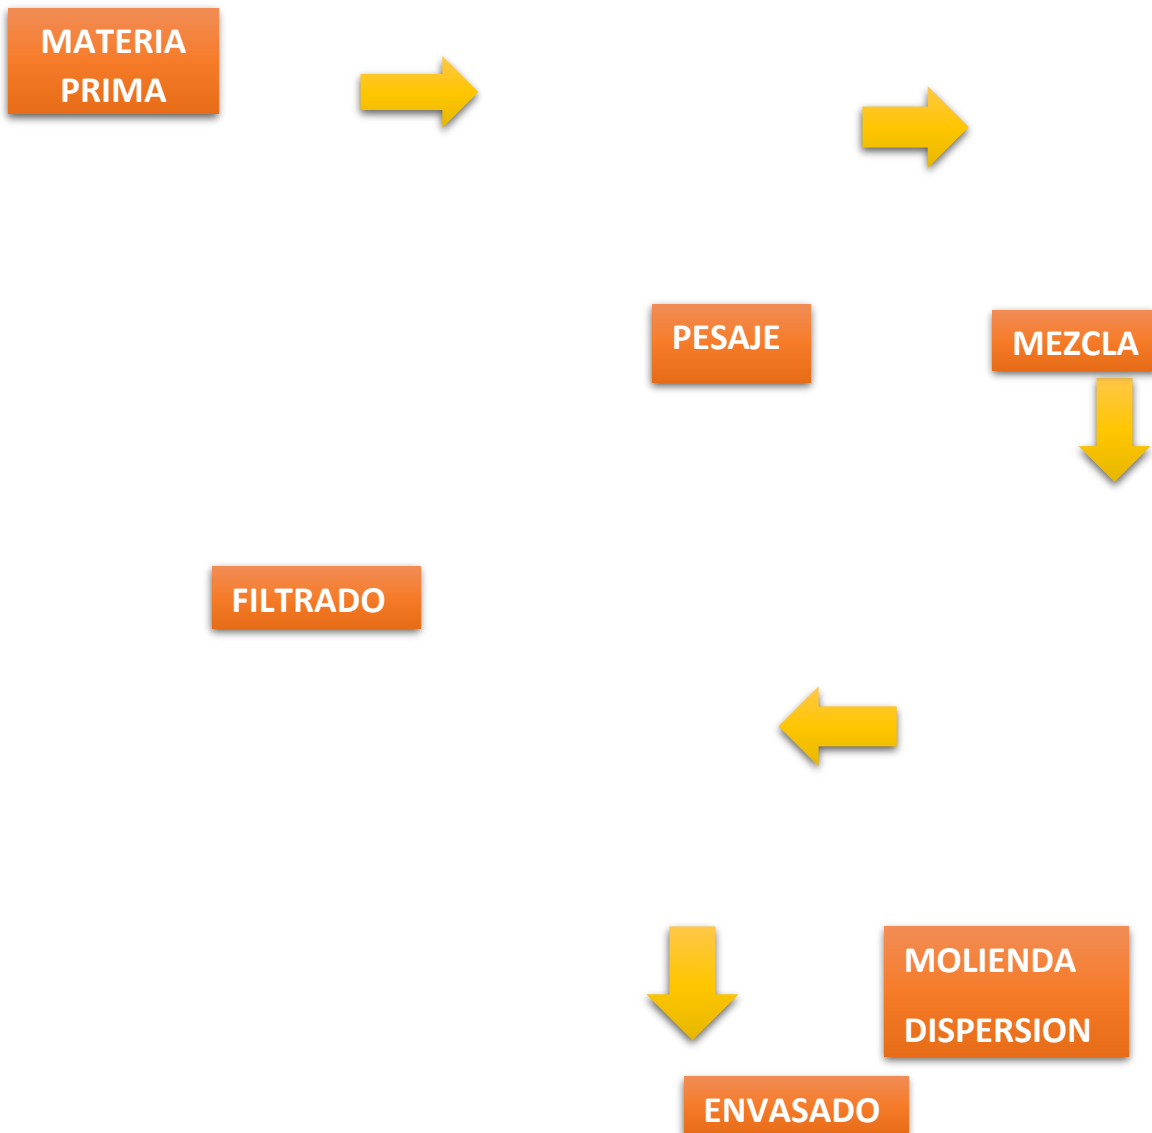 MATERIA
PRIMA
PESAJE
MEZCLA
FILTRADO
MOLIENDA
DISPERSION
ENVASADO